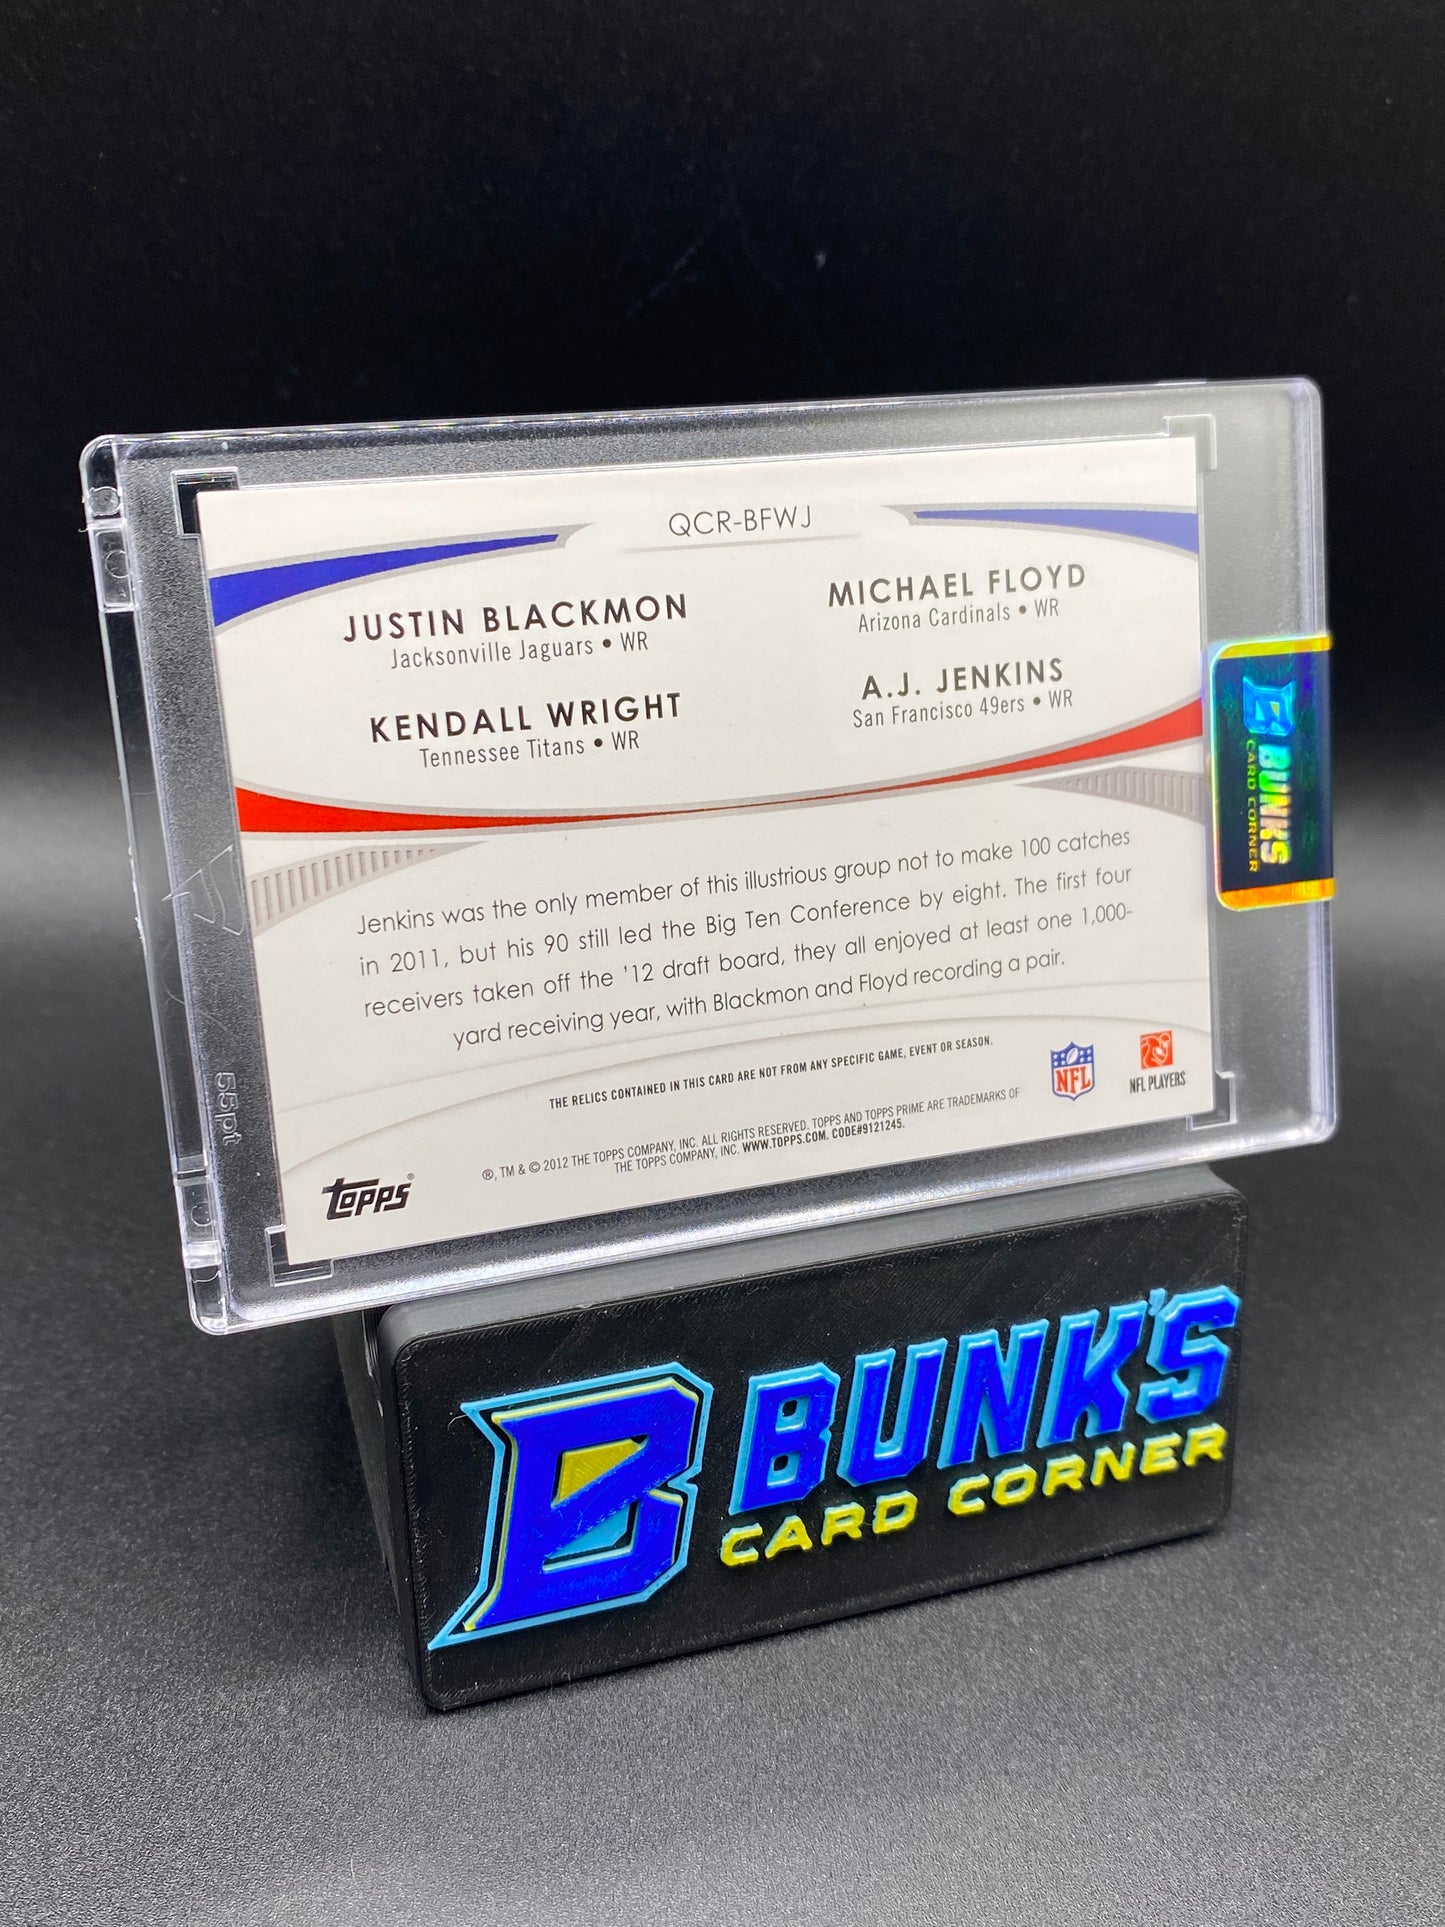 QCR-BFWJ
JUSTIN BLACKMON
Jacksonville Jaguars • WR
MICHAEL FLOYD
Arizona Cardinals • WR
KENDALL WRIGHT
Tennessee Titans • WR
A.J. JENKINS
San Francisco 49ers • WR
Jenkins was the only member of this illustrious group not to make 100 catches
in 2011, but his 90 still led the Big Ten Conference by eight. The first four
receivers taken off the '12 draft board, they all enjoyed at least one 1,000-
yard receiving year, with Blackmon and Floyd recording a pair.
THE RELICS CONTAINED IN THIS CARD ARE NOT FROM ANY SPECIFIC GAME, EVENT OR SEASON.
®, TM & © 2012 THE TOPPS COMPANY, INC. ALL RIGHTS RESERVED. TOPPS AND TOPPS PRIME ARE TRADEMARKS OF
THE TOPPS COMPANY, INC. WWW.TOPPS.COM. CODE#9121245.
TOPPS®
NFL
NFL PLAYERS
55pt
B BUNK'S
CARD CORNER
B BUNK'S
CARD CORNER